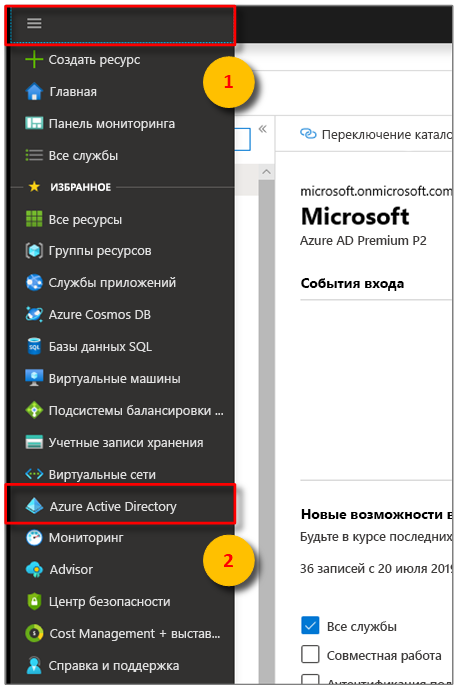 Создать ресурс
1
Главная
Панель мониторинга
Все службы
«
Переключение катало
ИЗБРАННОЕ
microsoft.onmicrosoft.com
Microsoft
Azure AD Premium P2
Все ресурсы
Группы ресурсов
Службы приложений
События входа
Azure Cosmos DB
Базы данных SQL
Виртуальные машины
Подсистемы балансировки ...
Учетные записи хранения
Виртуальные сети
Azure Active Directory
Новые возможности в
Мониторинг
Будьте в курсе последних
2
Advisor
36 записей с 20 июля 2019
Центр безопасности
Все службы
Cost Management + выстав...
Совместная работа
Справка и поддержка